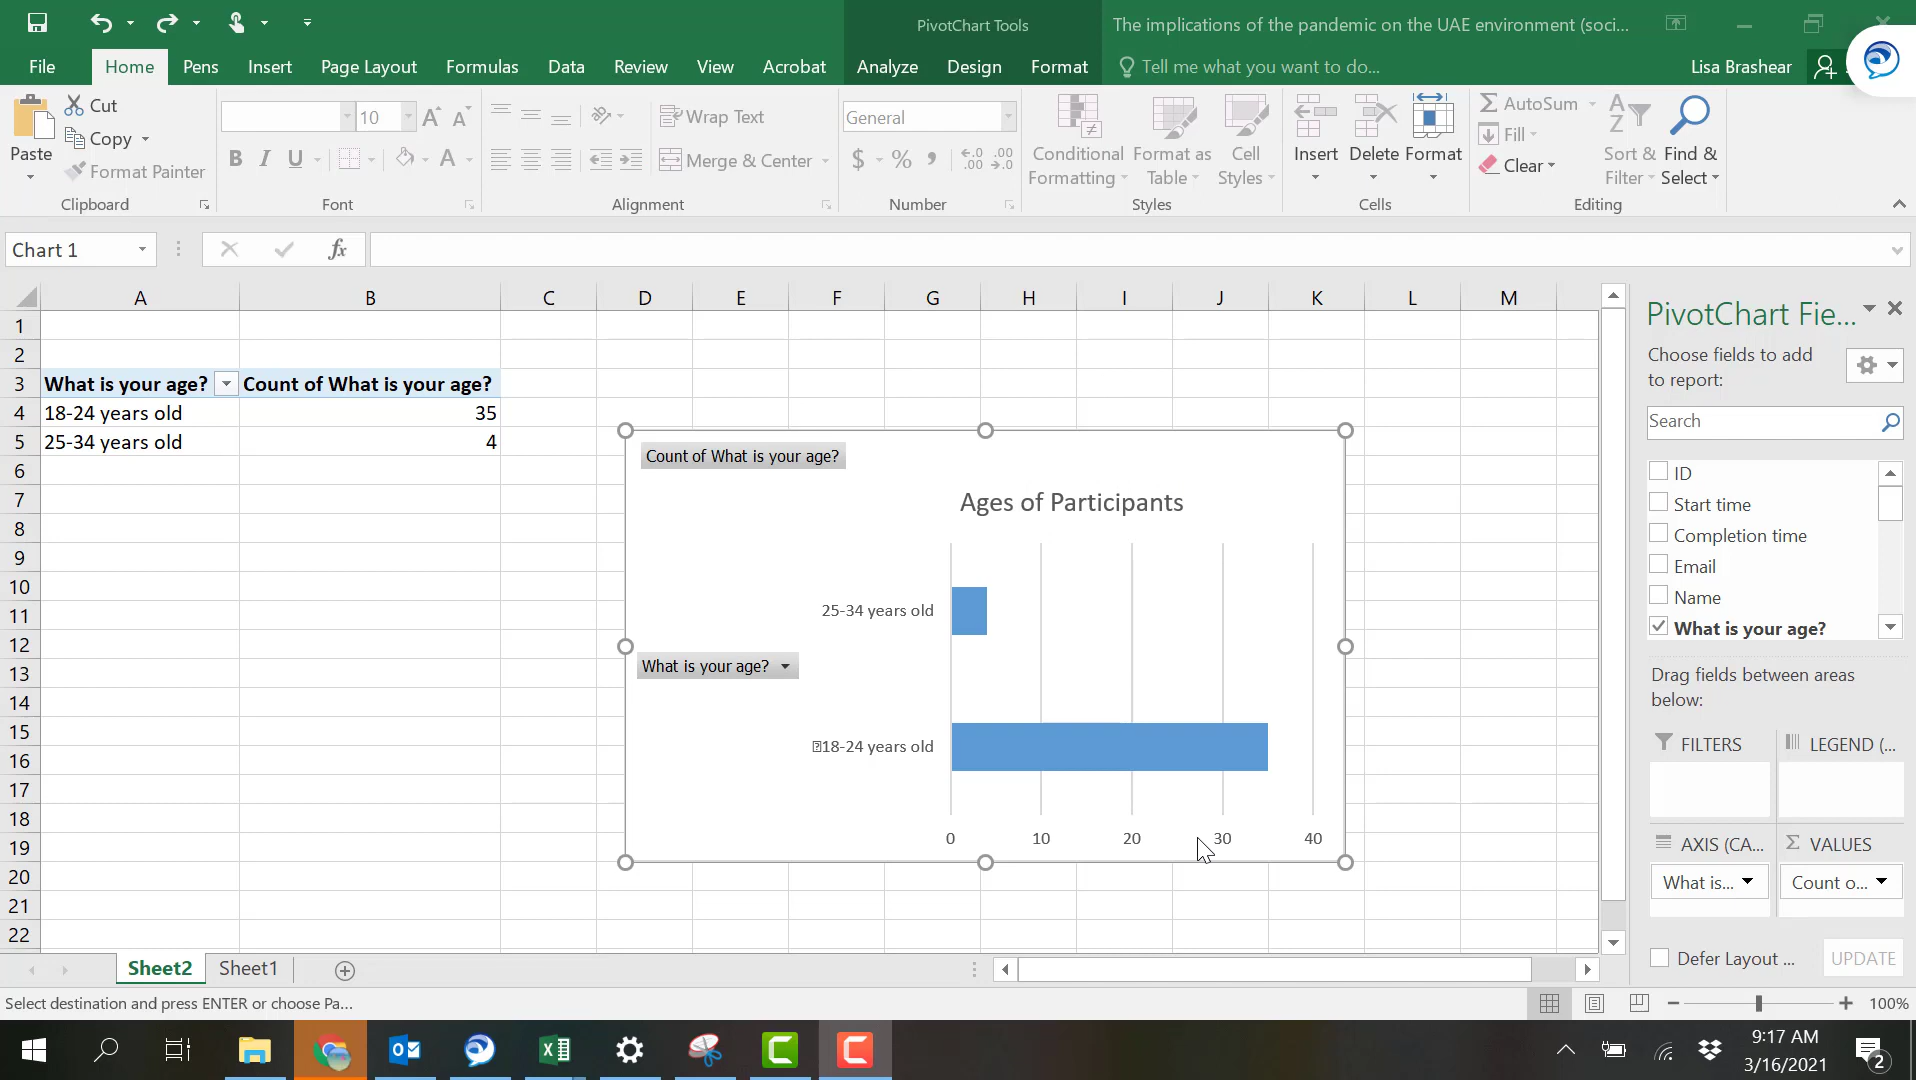 PivotChart Tools
The implications of the pandemic on the UAE environment (soci...
File Home Pens Insert Page Layout Formulas Data Review View Acrobat Analyze Design Format Tell me what you want to do... Lisa Brashear
Paste
Cut
Copy
Format Painter
Clipboard
10
B I U
Font
Wrap Text
Merge & Center
Alignment
General
$ % ,
Number
Conditional Formatting
Format as Table
Cell Styles
Styles
Insert Delete Format
Cells
AutoSum
Fill
Clear
Sort & Filter
Find & Select
Editing
Chart 1
fx
A B C D E F G H I J K L M
1
2
3 What is your age? Count of What is your age?
4 18-24 years old 35
5 25-34 years old 4
6
7
8
9
10
11
12
13
14
15
16
17
18
19
20
21
22
Count of What is your age?
Ages of Participants
25-34 years old
What is your age?
18-24 years old
0 10 20 30 40
PivotChart Fie...
Choose fields to add
to report:
Search
ID
Start time
Completion time
Email
Name
What is your age?
Drag fields between areas
below:
FILTERS
LEGEND (...
AXIS (CA...
Σ VALUES
What is...
Count o...
Defer Layout ...
UPDATE
Sheet2 Sheet1
Select destination and press ENTER or choose Pa...
100%
9:17 AM
3/16/2021
2